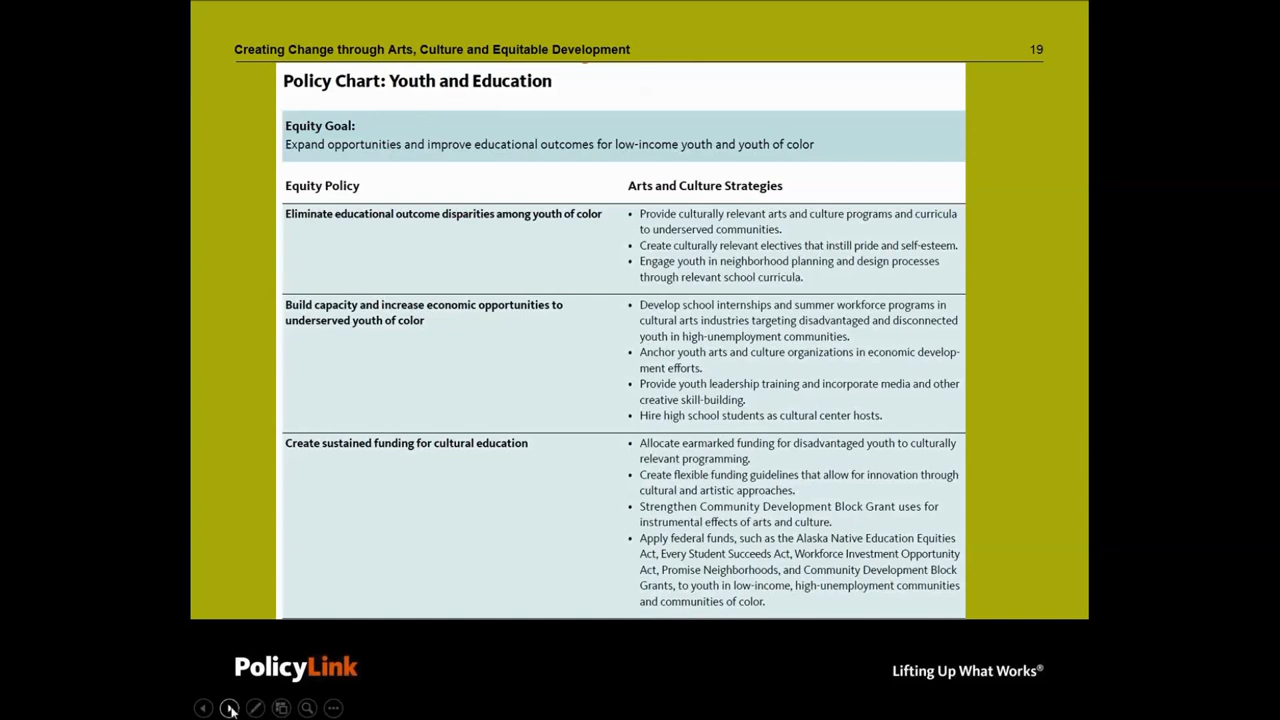 Creating Change through Arts, Culture and Equitable Development
19
Policy Chart: Youth and Education
Equity Goal:
Expand opportunities and improve educational outcomes for low-income youth and youth of color
Equity Policy
Arts and Culture Strategies
Eliminate educational outcome disparities among youth of color
• Provide culturally relevant arts and culture programs and curricula
to underserved communities.
• Create culturally relevant electives that instill pride and self-esteem.
• Engage youth in neighborhood planning and design processes
through relevant school curricula.
Build capacity and increase economic opportunities to
underserved youth of color
• Develop school internships and summer workforce programs in
cultural arts industries targeting disadvantaged and disconnected
youth in high-unemployment communities.
• Anchor youth arts and culture organizations in economic develop-
ment efforts.
• Provide youth leadership training and incorporate media and other
creative skill-building.
• Hire high school students as cultural center hosts.
Create sustained funding for cultural education
• Allocate earmarked funding for disadvantaged youth to culturally
relevant programming.
• Create flexible funding guidelines that allow for innovation through
cultural and artistic approaches.
• Strengthen Community Development Block Grant uses for
instrumental effects of arts and culture.
• Apply federal funds, such as the Alaska Native Education Equities
Act, Every Student Succeeds Act, Workforce Investment Opportunity
Act, Promise Neighborhoods, and Community Development Block
Grants, to youth in low-income, high-unemployment communities
and communities of color.
PolicyLink
Lifting Up What Works®